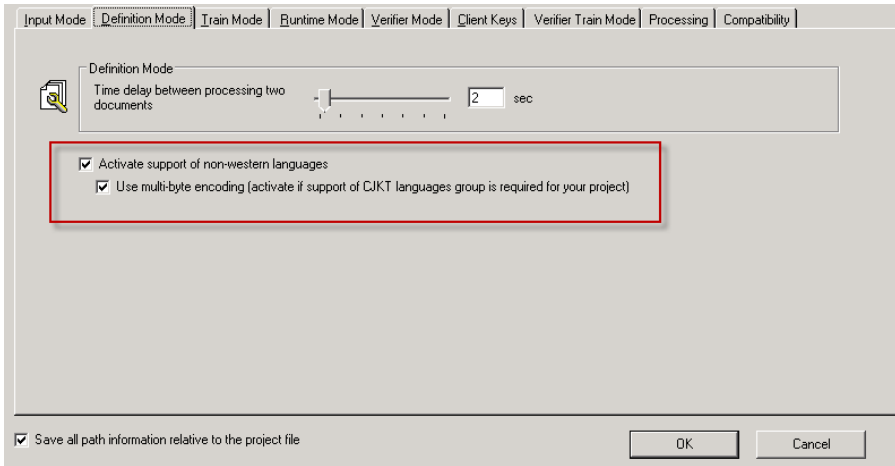 Input Mode Definition Mode Train Mode Runtime Mode Verifier Mode Client Keys Verifier Train Mode Processing Compatibility
Definition Mode
Time delay between processing two
documents
2 sec
Activate support of non-western languages
Use multi-byte encoding (activate if support of CJKT languages group is required for your project)
Save all path information relative to the project file
OK Cancel